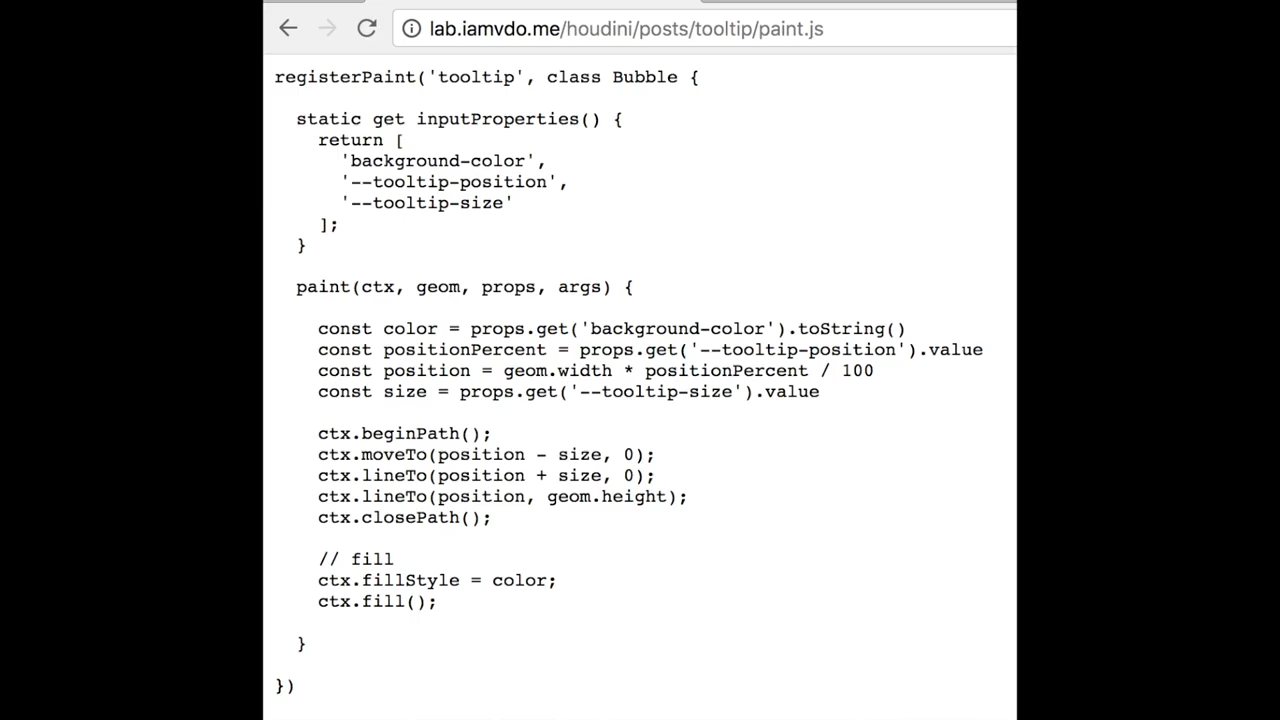 lab.iamvdo.me/houdini/posts/tooltip/paint.js
registerPaint('tooltip', class Bubble {
static get inputProperties() {
return [
'background-color',
'--tooltip-position',
'--tooltip-size'
];
}
paint(ctx, geom, props, args) {
const color = props.get('background-color').toString()
const positionPercent = props.get('--tooltip-position').value
const position = geom.width * positionPercent / 100
const size = props.get('--tooltip-size').value
ctx.beginPath();
ctx.moveTo(position - size, 0);
ctx.lineTo(position + size, 0);
ctx.lineTo(position, geom.height);
ctx.closePath();
// fill
ctx.fillStyle = color;
ctx.fill();
}
})